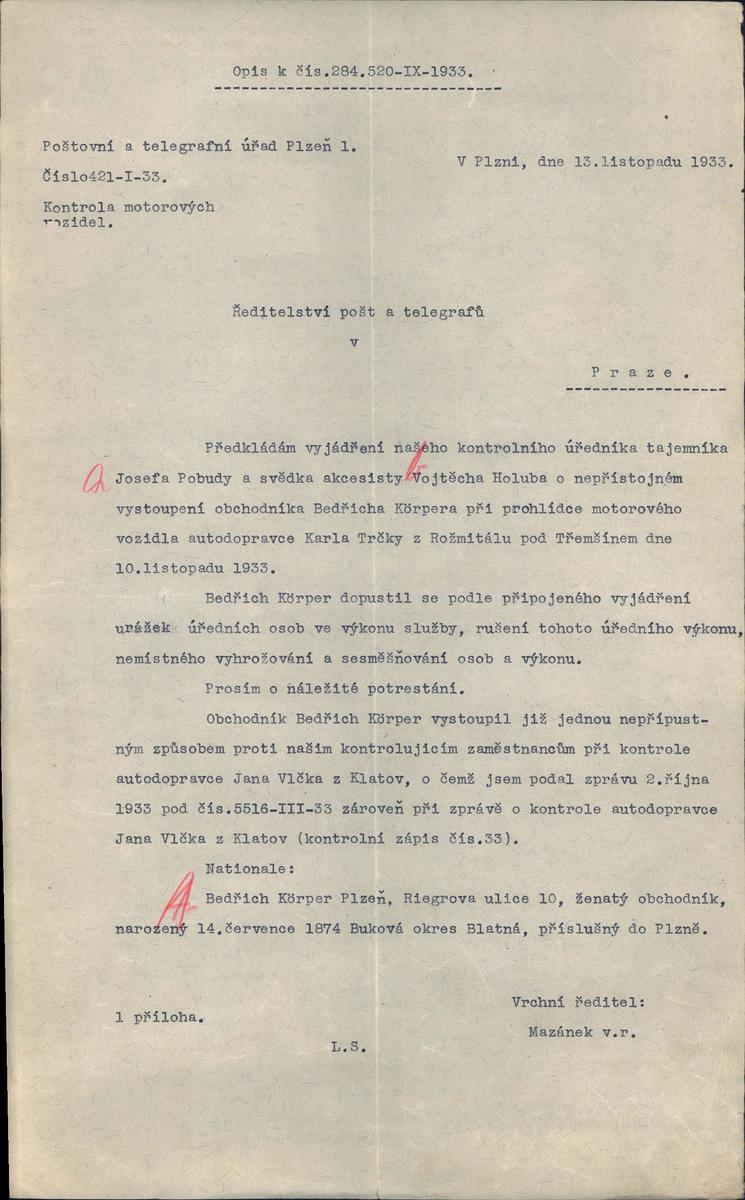 Opis k čís.284.520-IX-1933.
Poštovní a telegrafní úřad Plzeň 1.
V Plzni, dne 13.listopadu 1933.
Číslo421-I-33.
Kontrola motorových
vozidel.
Ředitelství pošt a telegrafů
v
P r a z e .
Předkládám vyjádření našeho kontrolního úředníka tajemníka
Josefa Pobudy a svědka akcesisty Vojtěcha Holuba o nepřístojném
vystoupení obchodníka Bedřicha Körpera při prohlídce motorového
vozidla autodopravce Karla Trčky z Rožmitálu pod Třemšínem dne
10.listopadu 1933.
Bedřich Körper dopustil se podle připojeného vyjádření
urážek úředních osob ve výkonu služby, rušení tohoto úředního výkonu,
nemístného vyhrožování a sesměšňování osob a výkonu.
Prosím o náležité potrestání.
Obchodník Bedřich Körper vystoupil již jednou nepřípust-
ným způsobem proti našim kontrolujícím zaměstnancům při kontrole
autodopravce Jana Vlčka z Klatov, o čemž jsem podal zprávu 2.října
1933 pod čís.5516-III-33 zároveň při zprávě o kontrole autodopravce
Jana Vlčka z Klatov (kontrolní zápis čís.33).
Nationale:
Bedřich Körper Plzeň, Riegrova ulice 10, ženatý obchodník,
narozený 14.července 1874 Buková okres Blatná, příslušný do Plzně.
Vrchní ředitel:
1 příloha.
Mazánek v.r.
L.S.